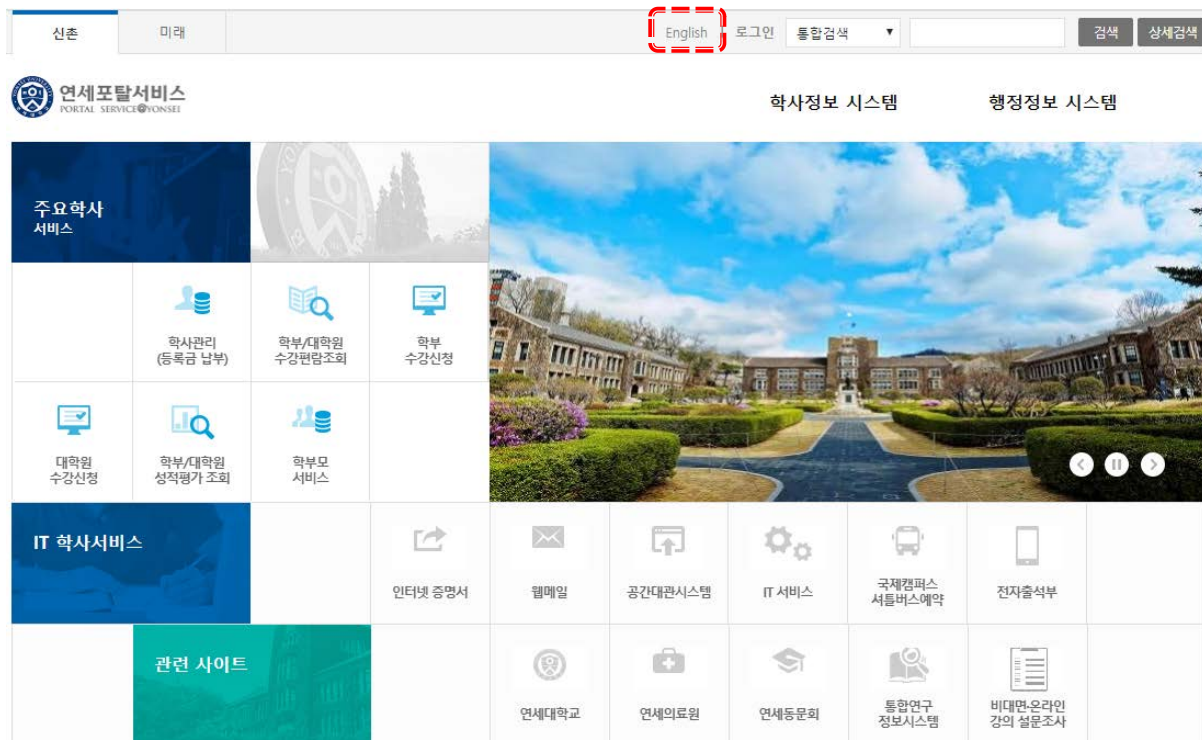 신촌
미래
English
로그인
통합검색
검색
상세검색
연세포탈서비스
PORTAL SERVICE@YONSEI
학사정보 시스템
행정정보 시스템
주요학사
서비스
학사관리
(등록금 납부)
학부/대학원
수강편람조회
학부
수강신청
대학원
수강신청
학부/대학원
성적평가 조회
학부모
서비스
IT 학사서비스
인터넷 증명서
웹메일
공간대관시스템
IT 서비스
국제캠퍼스
셔틀버스예약
전자출석부
관련 사이트
연세대학교
연세의료원
연세동문회
통합연구
정보시스템
비대면-온라인
강의 설문조사